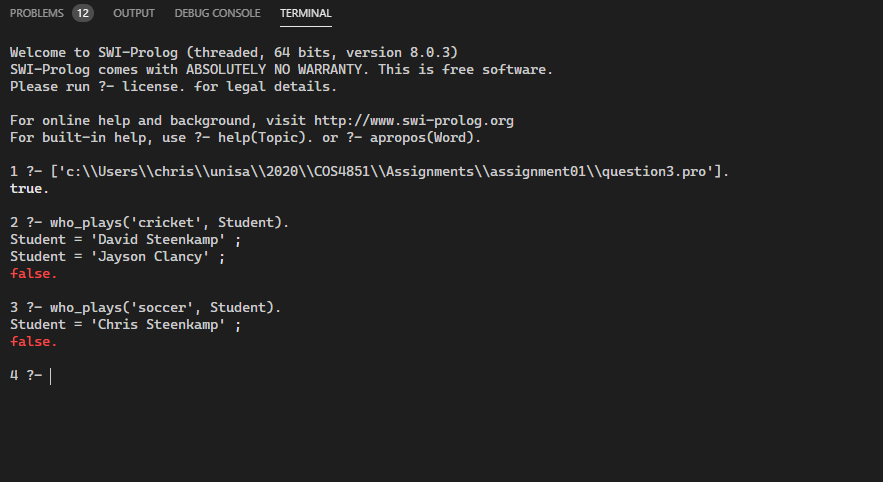 PROBLEMS 12 OUTPUT DEBUG CONSOLE TERMINAL
Welcome to SWI-Prolog (threaded, 64 bits, version 8.0.3)
SWI-Prolog comes with ABSOLUTELY NO WARRANTY. This is free software.
Please run ?- license. for legal details.
For online help and background, visit http://www.swi-prolog.org
For built-in help, use ?- help(Topic). or ?- apropos(Word).
1 ?- ['c:\\Users\\chris\\unisa\\2020\\COS4851\\Assignments\\assignment01\\question3.pro'].
true.
2 ?- who_plays('cricket', Student).
Student = 'David Steenkamp' ;
Student = 'Jayson Clancy' ;
false.
3 ?- who_plays('soccer', Student).
Student = 'Chris Steenkamp' ;
false.
4 ?-